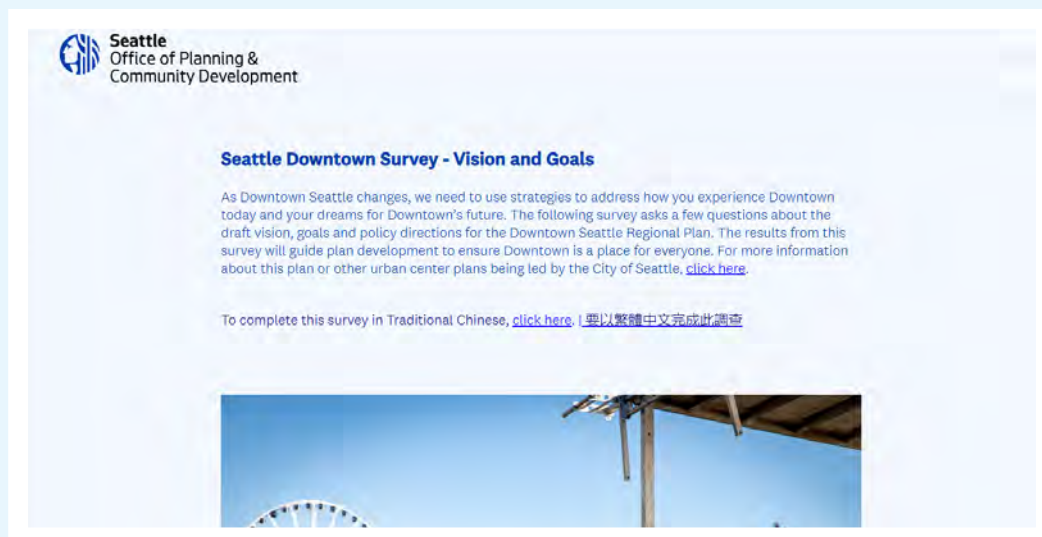 Seattle
Office of Planning &
Community Development
Seattle Downtown Survey - Vision and Goals
As Downtown Seattle changes, we need to use strategies to address how you experience Downtown
today and your dreams for Downtown's future. The following survey asks a few questions about the
draft vision, goals and policy directions for the Downtown Seattle Regional Plan. The results from this
survey will guide plan development to ensure Downtown is a place for everyone. For more information
about this plan or other urban center plans being led by the City of Seattle, click here.
To complete this survey in Traditional Chinese, click here. | 要以繁體中文完成此調查